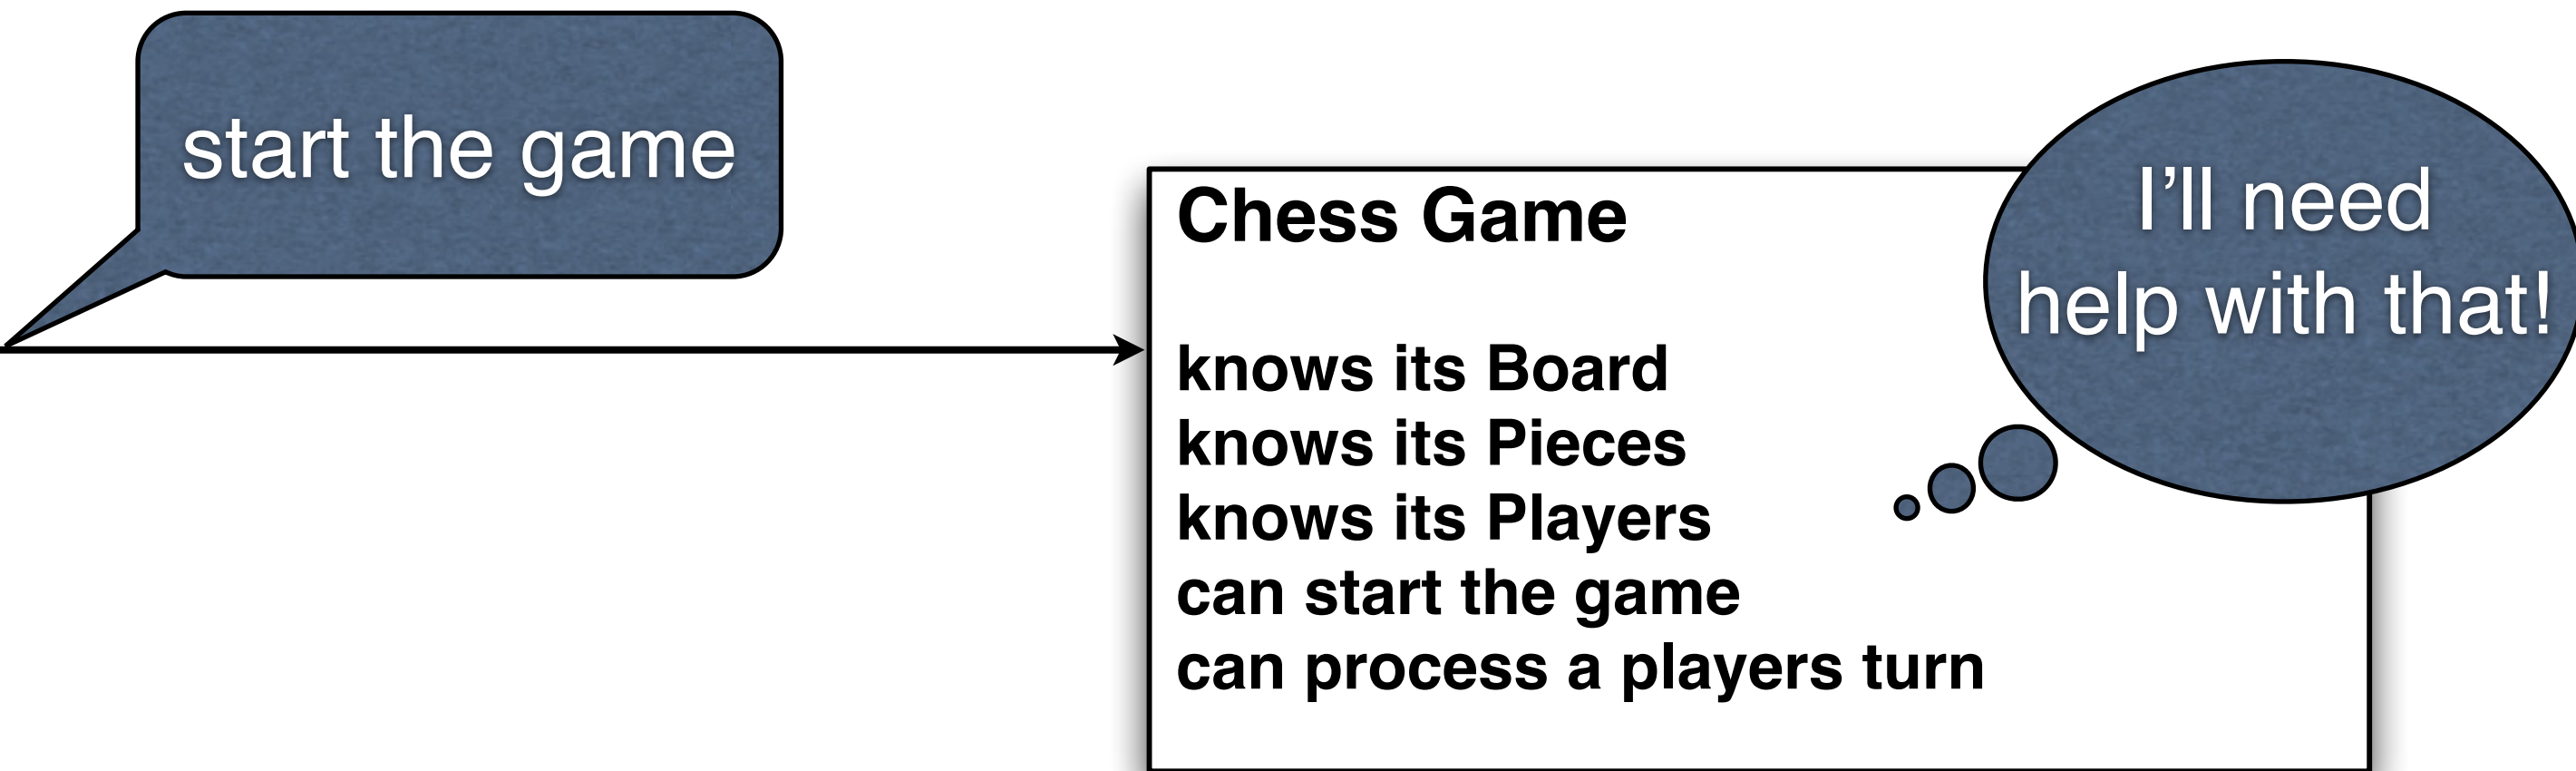 start the game
Chess Game
I'll need
help with that!
knows its Board
knows its Pieces
knows its Players
can start the game
can process a players turn